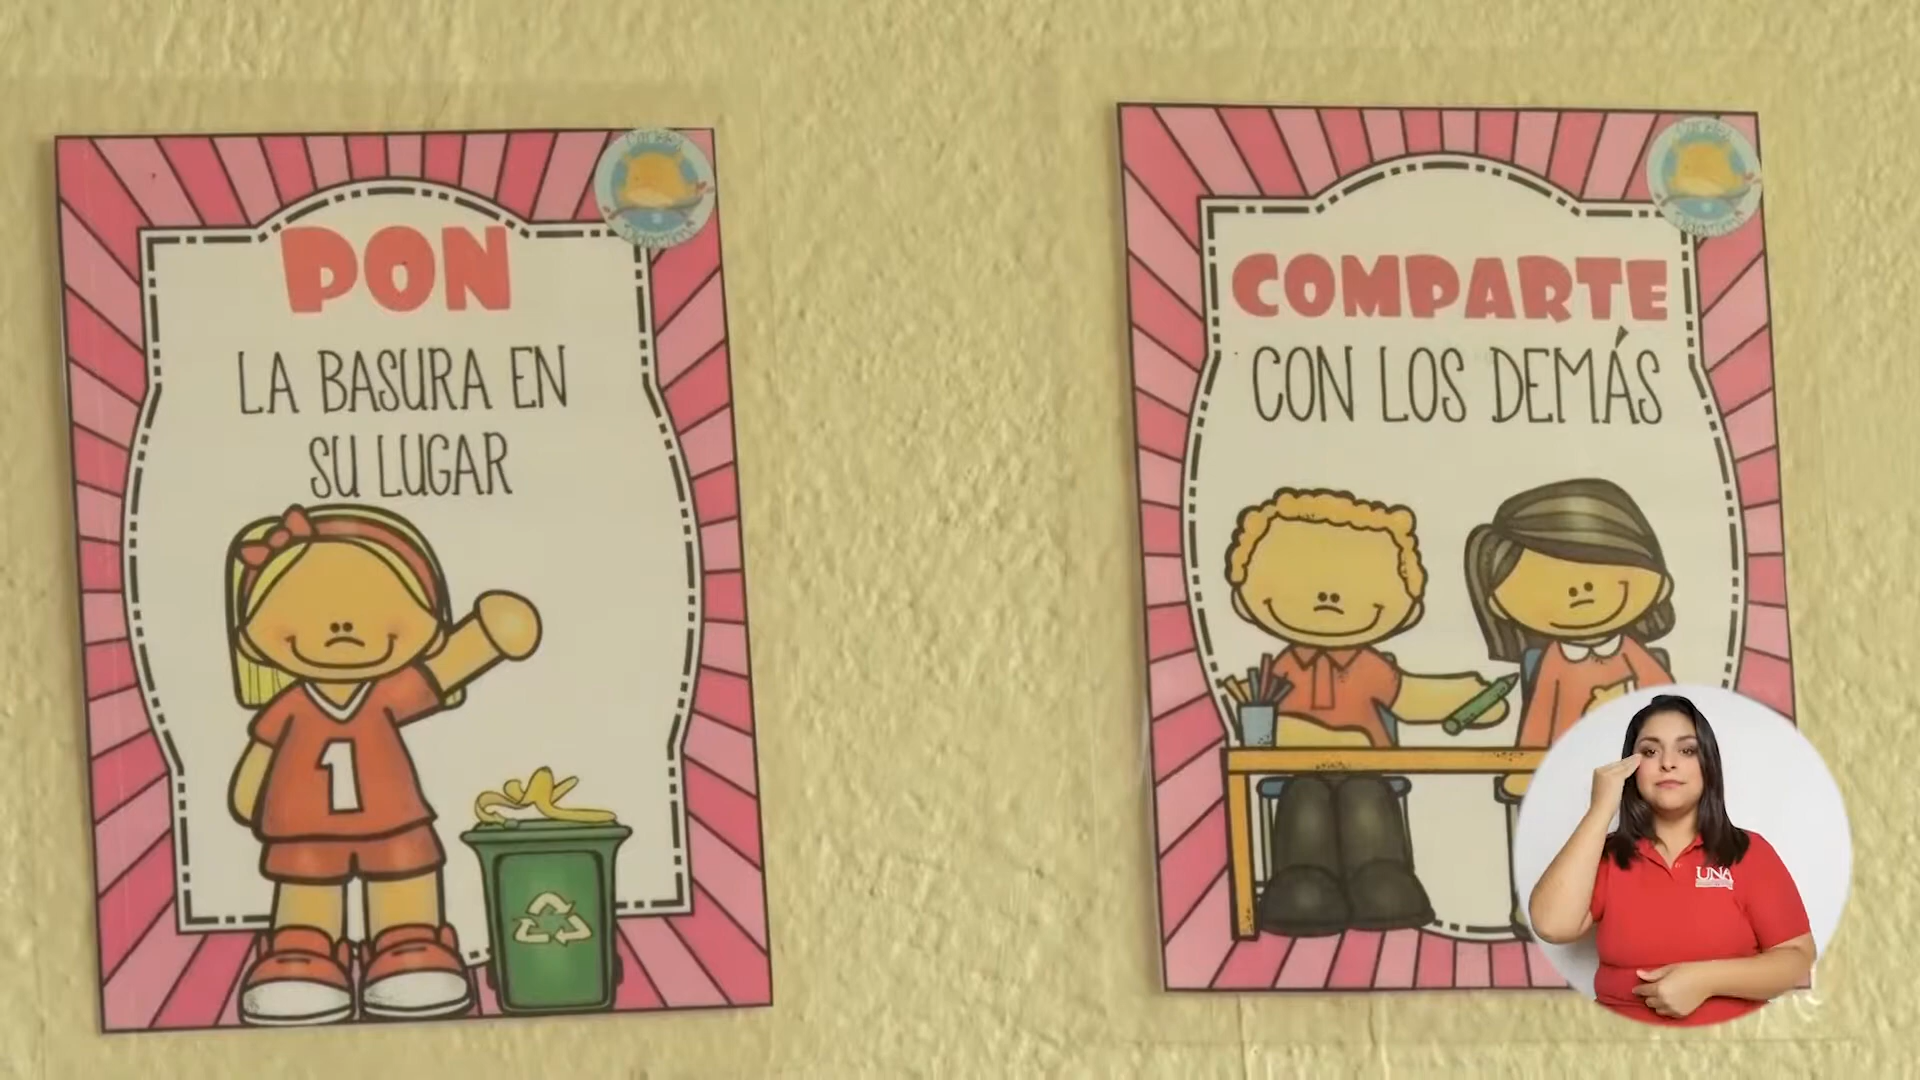 PON
LA BASURA EN
SU LUGAR
1
COMPARTE
CON LOS DEMÁS
UNA